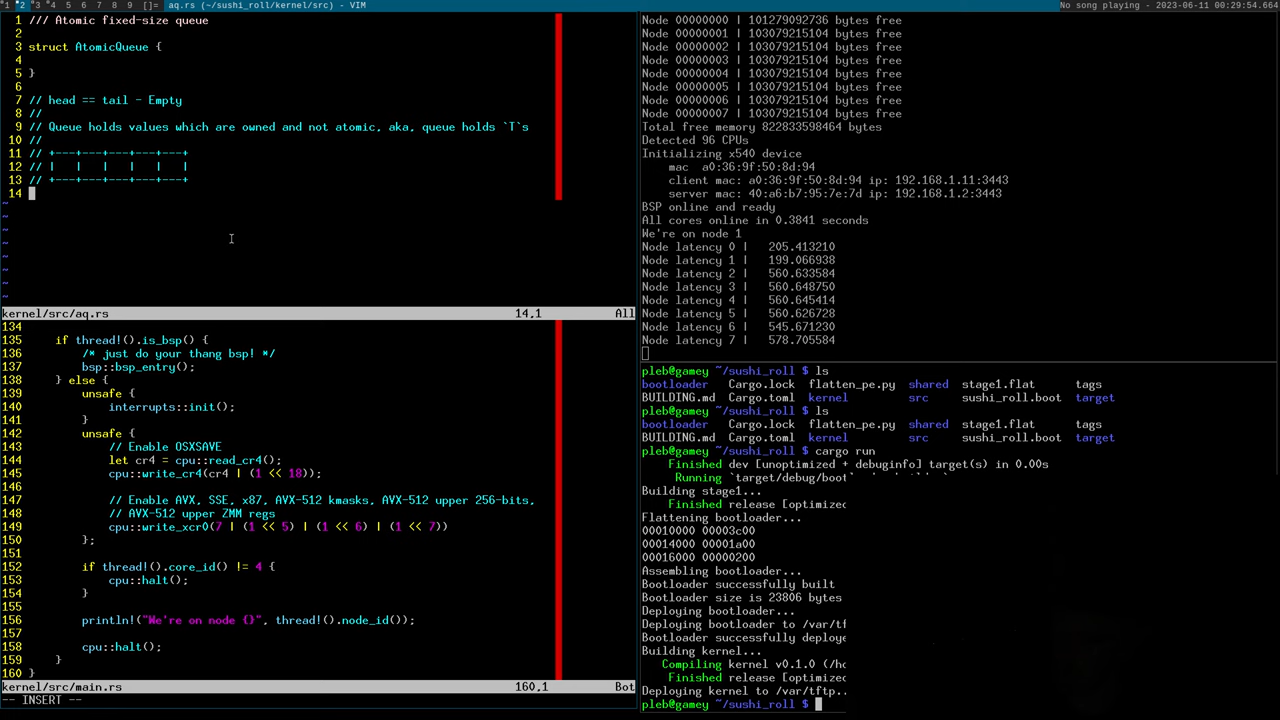 1 2 3 4 5 6 7 8 9 []= aq.rs (~/sushi_roll/kernel/src) - VIM No song playing - 2023-06-11 00:29:54.664
1 /// Atomic fixed-size queue
2
3 struct AtomicQueue {
4
5 }
6
7 // head == tail - Empty
8 //
9 // Queue holds values which are owned and not atomic, aka, queue holds `T`s
10 //
11 // +---+---+---+---+---+
12 // |   |   |   |   |   |
13 // +---+---+---+---+---+
14
~
~
~
~
~
~
~
~
kernel/src/aq.rs 14,1 All
134
135     if thread!().is_bsp() {
136         /* just do your thang bsp! */
137         bsp::bsp_entry();
138     } else {
139         unsafe {
140             interrupts::init();
141         }
142         unsafe {
143             // Enable OSXSAVE
144             let cr4 = cpu::read_cr4();
145             cpu::write_cr4(cr4 | (1 << 18));
146
147             // Enable AVX, SSE, x87, AVX-512 kmasks, AVX-512 upper 256-bits,
148             // AVX-512 upper ZMM regs
149             cpu::write_xcr0(7 | (1 << 5) | (1 << 6) | (1 << 7))
150         };
151
152         if thread!().core_id() != 4 {
153             cpu::halt();
154         }
155
156         println!("We're on node {}", thread!().node_id());
157
158         cpu::halt();
159     }
160 }
kernel/src/main.rs 160,1 Bot
-- INSERT --
Node 00000000 | 101279092736 bytes free
Node 00000001 | 103079215104 bytes free
Node 00000002 | 103079215104 bytes free
Node 00000003 | 103079215104 bytes free
Node 00000004 | 103079215104 bytes free
Node 00000005 | 103079215104 bytes free
Node 00000006 | 103079215104 bytes free
Node 00000007 | 103079215104 bytes free
Total free memory 822833598464 bytes
Detected 96 CPUs
Initializing x540 device
    mac  a0:36:9f:50:8d:94
    client mac: a0:36:9f:50:8d:94 ip: 192.168.1.11:3443
    server mac: 40:a6:b7:95:7e:7d ip: 192.168.1.2:3443
BSP online and ready
All cores online in 0.3841 seconds
We're on node 1
Node latency 0 |   205.413210
Node latency 1 |   199.066938
Node latency 2 |   560.633584
Node latency 3 |   560.648750
Node latency 4 |   560.645414
Node latency 5 |   560.626728
Node latency 6 |   545.671230
Node latency 7 |   578.705584
pleb@gamey ~/sushi_roll $ ls
bootloader   Cargo.lock  flatten_pe.py  shared  stage1.flat      tags
BUILDING.md  Cargo.toml  kernel         src     sushi_roll.boot  target
pleb@gamey ~/sushi_roll $ ls
bootloader   Cargo.lock  flatten_pe.py  shared  stage1.flat      tags
BUILDING.md  Cargo.toml  kernel         src     sushi_roll.boot  target
pleb@gamey ~/sushi_roll $ cargo run
    Finished dev [unoptimized + debuginfo] target(s) in 0.00s
     Running `target/debug/boot
Building stage1...
    Finished release [optimized
Flattening bootloader...
00010000 00003c00
00014000 00001a00
00016000 00000200
Assembling bootloader...
Bootloader successfully built
Bootloader size is 23806 bytes
Deploying bootloader...
Deploying bootloader to /var/tf
Bootloader successfully deploye
Building kernel...
   Compiling kernel v0.1.0 (/ho
    Finished release [optimized
Deploying kernel to /var/tftp..
pleb@gamey ~/sushi_roll $